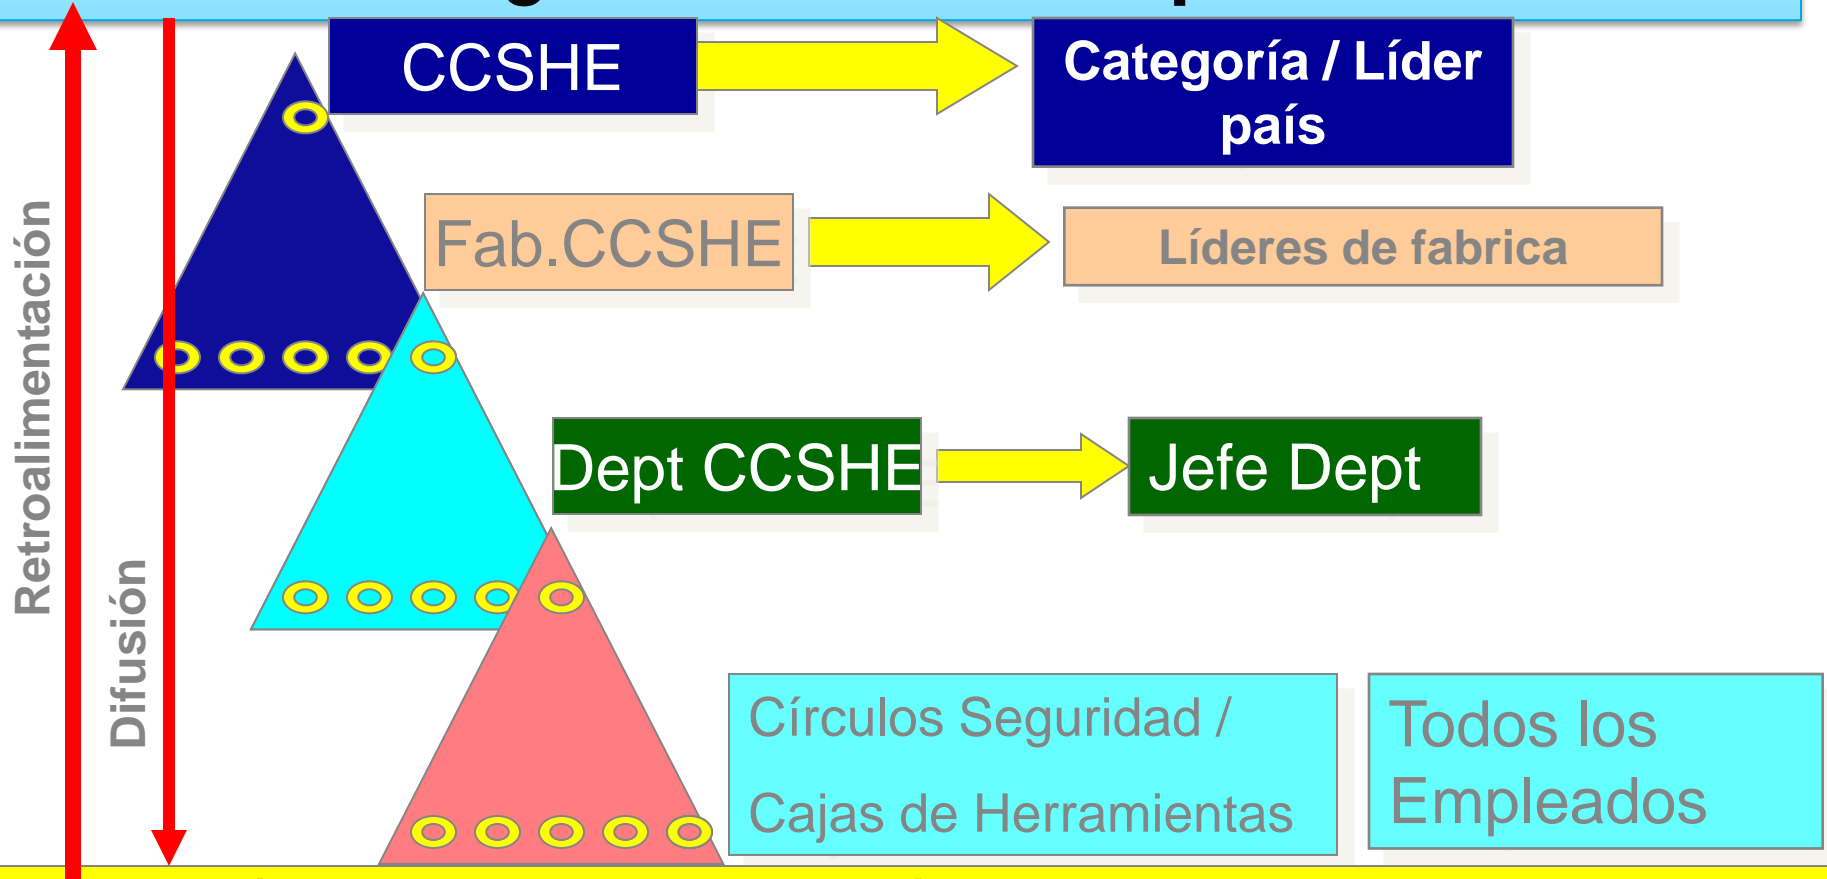 CCSHE
Categoría / Líder
país
Fab.CCSHE
Líderes de fabrica
Retroalimentación
Dept CCSHE
Jefe Dept
Difusión
Círculos Seguridad /
Cajas de Herramientas
Todos los
Empleados